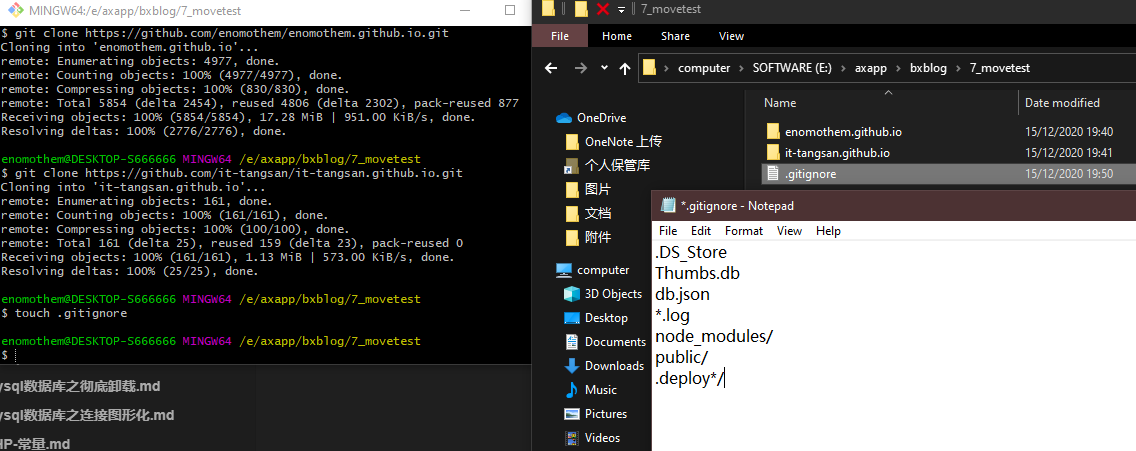 MINGW64:/e/axapp/bxblog/7_movetest
$ git clone https://github.com/enomothem/enomothem.github.io.git
Cloning into 'enomothem.github.io'...
remote: Enumerating objects: 4977, done.
remote: Counting objects: 100% (4977/4977), done.
remote: Compressing objects: 100% (830/830), done.
remote: Total 5854 (delta 2454), reused 4806 (delta 2302), pack-reused 877
Receiving objects: 100% (5854/5854), 17.28 MiB | 951.00 KiB/s, done.
Resolving deltas: 100% (2776/2776), done.
enomothem@DESKTOP-S666666 MINGW64 /e/axapp/bxblog/7_movetest
$ git clone https://github.com/it-tangsan/it-tangsan.github.io.git
Cloning into 'it-tangsan.github.io'...
remote: Enumerating objects: 161, done.
remote: Counting objects: 100% (161/161), done.
remote: Compressing objects: 100% (100/100), done.
remote: Total 161 (delta 25), reused 159 (delta 23), pack-reused 0
Receiving objects: 100% (161/161), 1.13 MiB | 573.00 KiB/s, done.
Resolving deltas: 100% (25/25), done.
enomothem@DESKTOP-S666666 MINGW64 /e/axapp/bxblog/7_movetest
$ touch .gitignore
enomothem@DESKTOP-S666666 MINGW64 /e/axapp/bxblog/7_movetest
$
ysql数据库之彻底卸载.md
ysql数据库之连接图形化.md
HP-常量.md
7_movetest
File Home Share View
computer > SOFTWARE (E:) > axapp > bxblog > 7_movetest
Name Date modified
enomothem.github.io 15/12/2020 19:40
it-tangsan.github.io 15/12/2020 19:41
.gitignore 15/12/2020 19:50
OneDrive
OneNote 上传
个人保管库
图片
文档
附件
computer
3D Objects
Desktop
Documents
Downloads
Music
Pictures
Videos
*.gitignore - Notepad
File Edit Format View Help
.DS_Store
Thumbs.db
db.json
*.log
node_modules/
public/
.deploy*/